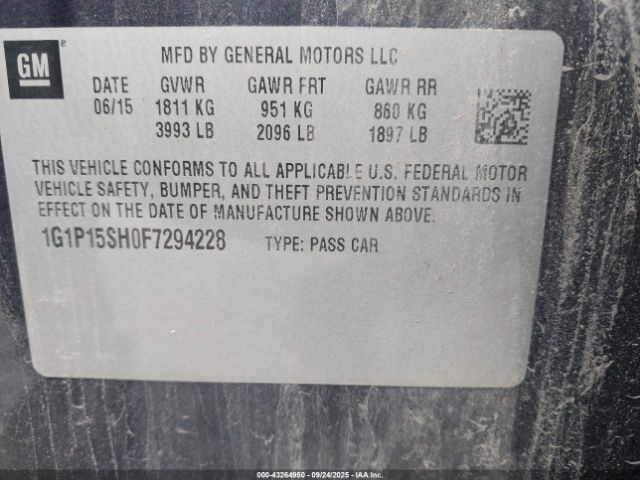 GM
MFD BY GENERAL MOTORS LLC
DATE GVWR GAWR FRT GAWR RR
06/15 1811 KG 951 KG 860 KG
3993 LB 2096 LB 1897 LB
THIS VEHICLE CONFORMS TO ALL APPLICABLE U.S. FEDERAL MOTOR
VEHICLE SAFETY, BUMPER, AND THEFT PREVENTION STANDARDS IN
EFFECT ON THE DATE OF MANUFACTURE SHOWN ABOVE.
1G1P15SH0F7294228 TYPE: PASS CAR
000-43264950 - 09/24/2025 - IAA Inc.